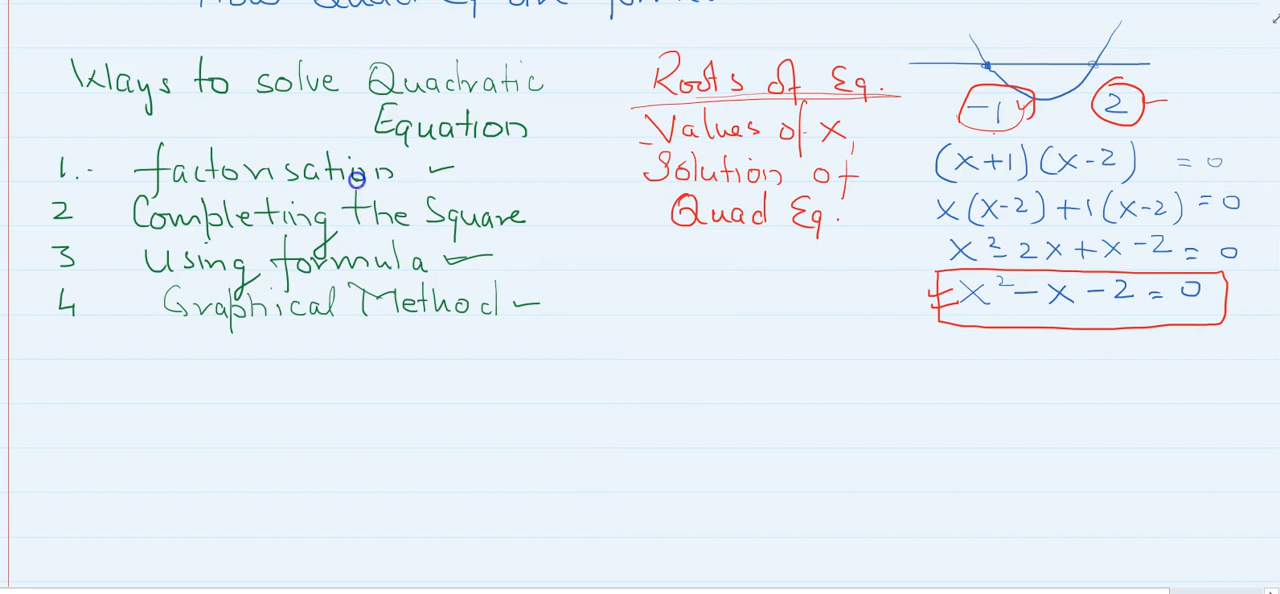 Ways to solve Quadratic
Equation
1. factorisation
2 Completing the Square
3 Using formula
4 Graphical Method
Roots of Eq.
Values of x,
Solution of
Quad Eq.
-1 2
(x+1)(x-2) = 0
x(x-2)+1(x-2)=0
x²-2x+x-2=0
x²-x-2=0